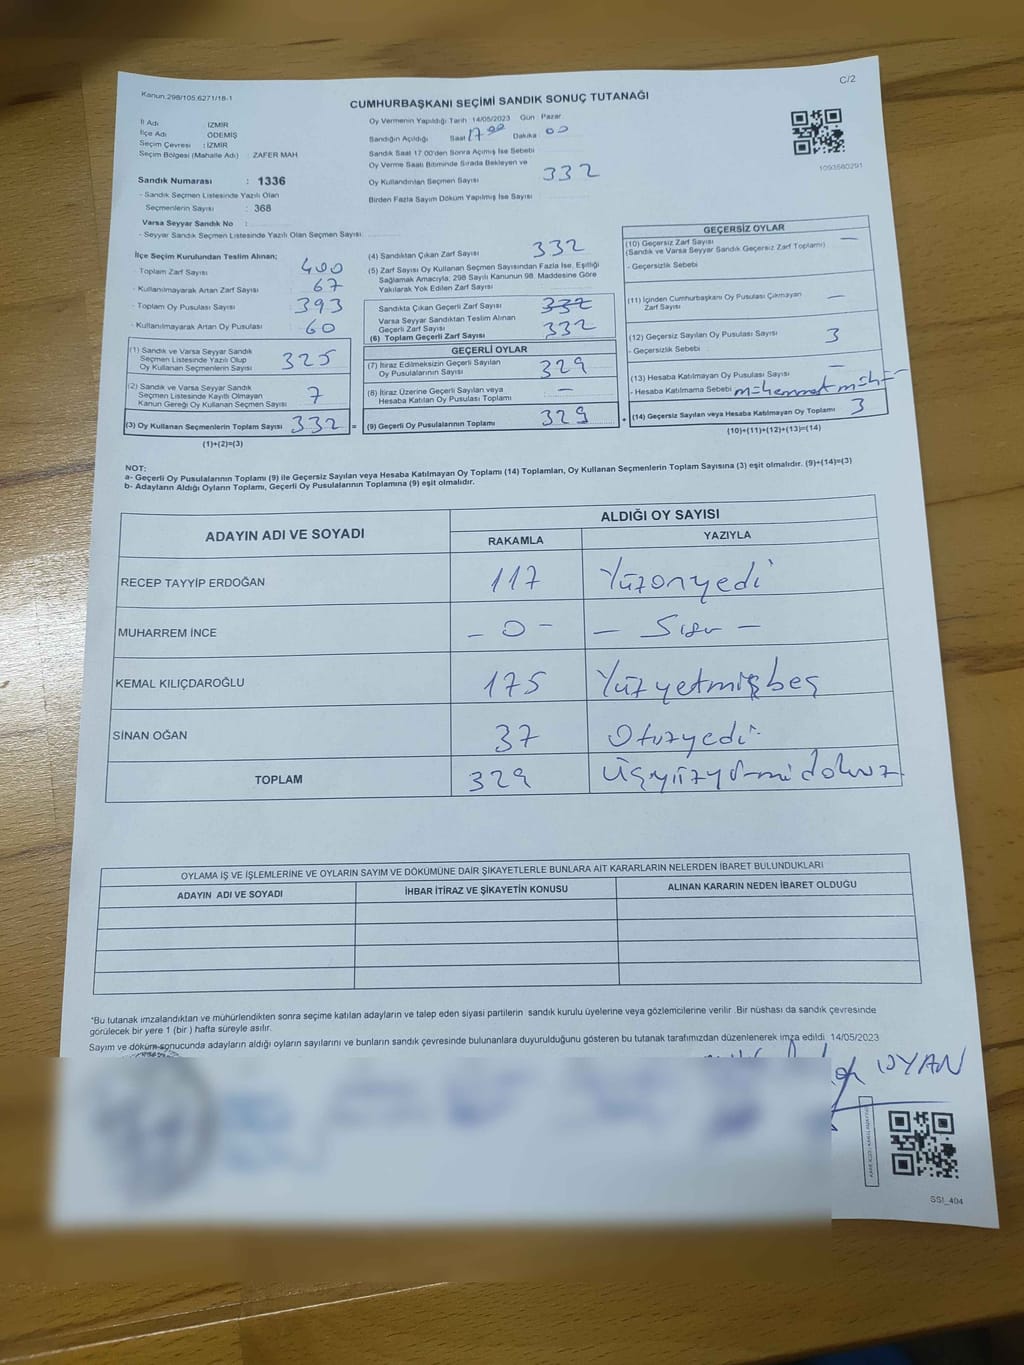 C/2
Kanun:298/105;6271/18-1
CUMHURBAŞKANI SEÇİMİ SANDIK SONUÇ TUTANAĞI
İl Adı : İZMİR
İlçe Adı : ÖDEMİŞ
Seçim Çevresi : İZMİR
Seçim Bölgesi (Mahalle Adı) : ZAFER MAH
Sandık Numarası : 1336
- Sandık Seçmen Listesinde Yazılı Olan
Seçmenlerin Sayısı : 368
Varsa Seyyar Sandık No :
- Seyyar Sandık Seçmen Listesinde Yazılı Olan Seçmen Sayısı:
Oy Vermenin Yapıldığı Tarih 14/05/2023 Gün Pazar
Sandığın Açıldığı Saat 17 00 Dakika 00
Sandık Saat 17.00'den Sonra Açımış İse Sebebi
Oy Verme Saati Bitiminde Sırada Bekleyen ve
Oy Kullandırılan Seçmen Sayısı 332
Birden Fazla Sayım Döküm Yapılmış İse Sayısı
1093580291
İlçe Seçim Kurulundan Teslim Alınan;
- Toplam Zarf Sayısı : 400
- Kullanılmayarak Artan Zarf Sayısı : 67
- Toplam Oy Pusulası Sayısı : 393
- Kullanılmayarak Artan Oy Pusulası : 60
(1) Sandık ve Varsa Seyyar Sandık
Seçmen Listesinde Yazılı Olup
Oy Kullanan Seçmenlerin Sayısı 325
(2) Sandık ve Varsa Seyyar Sandık
Seçmen Listesinde Kayıtlı Olmayan
Kanun Gereği Oy Kullanan Seçmen Sayısı 7
(3) Oy Kullanan Seçmenlerin Toplam Sayısı 332 =
(1)+(2)=(3)
(4) Sandıktan Çıkan Zarf Sayısı 332
(5) Zarf Sayısı Oy Kullanan Seçmen Sayısından Fazla İse, Eşitliği
Sağlamak Amacıyla; 298 Sayılı Kanunun 98. Maddesine Göre
Yakılarak Yok Edilen Zarf Sayısı
Sandıkta Çıkan Geçerli Zarf Sayısı 332
Varsa Seyyar Sandıktan Teslim Alınan
Geçerli Zarf Sayısı
(6) Toplam Geçerli Zarf Sayısı 332
GEÇERLİ OYLAR
(7) İtiraz Edilmeksizin Geçerli Sayılan
Oy Pusulalarının Sayısı 329
(8) İtiraz Üzerine Geçerli Sayılan veya
Hesaba Katılan Oy Pusulası Toplamı —
(9) Geçerli Oy Pusulalarının Toplamı 329 +
GEÇERSİZ OYLAR
(10) Geçersiz Zarf Sayısı —
(Sandık ve Varsa Seyyar Sandık Geçersiz Zarf Toplamı)
- Geçersizlik Sebebi
(11) İçinden Cumhurbaşkanı Oy Pusulası Çıkmayan
Zarf Sayısı —
(12) Geçersiz Sayılan Oy Pusulası Sayısı 3
- Geçersizlik Sebebi
(13) Hesaba Katılmayan Oy Pusulası Sayısı —
- Hesaba Katılmama Sebebi
(14) Geçersiz Sayılan veya Hesaba Katılmayan Oy Toplamı 3
(10)+(11)+(12)+(13)=(14)
NOT:
a- Geçerli Oy Pusulalarının Toplamı (9) ile Geçersiz Sayılan veya Hesaba Katılmayan Oy Toplamı (14) Toplamları, Oy Kullanan Seçmenlerin Toplam Sayısına (3) eşit olmalıdır. (9)+(14)=(3)
b- Adayların Aldığı Oyların Toplamı, Geçerli Oy Pusulalarının Toplamına (9) eşit olmalıdır.
ADAYIN ADI VE SOYADI
ALDIĞI OY SAYISI
RAKAMLA YAZIYLA
RECEP TAYYİP ERDOĞAN 117 Yüzonyedi
MUHARREM İNCE - 0 - — Sıfır —
KEMAL KILIÇDAROĞLU 175 Yüzyetmişbeş
SİNAN OĞAN 37 Otuzyedi
TOPLAM 329 Üçyüzyirmidokuz
OYLAMA İŞ VE İŞLEMLERİNE VE OYLARIN SAYIM VE DÖKÜMÜNE DAİR ŞİKAYETLERLE BUNLARA AİT KARARLARIN NELERDEN İBARET BULUNDUKLARI
ADAYIN ADI VE SOYADI İHBAR İTİRAZ VE ŞİKAYETİN KONUSU ALINAN KARARIN NEDEN İBARET OLDUĞU
*Bu tutanak imzalandıktan ve mühürlendikten sonra seçime katılan adayların ve talep eden siyasi partilerin sandık kurulu üyelerine veya gözlemcilerine verilir .Bir nüshası da sandık çevresinde
görülecek bir yere 1 (bir ) hafta süreyle asılır.
Sayım ve döküm sonucunda adayların aldığı oyların sayılarını ve bunların sandık çevresinde bulunanlara duyurulduğunu gösteren bu tutanak tarafımızdan düzenlenerek imza edildi. 14/05/2023
UYAN
SSI_404